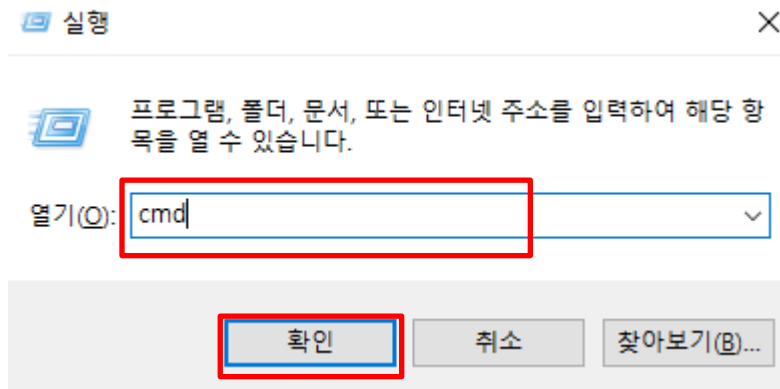 실행
프로그램, 폴더, 문서, 또는 인터넷 주소를 입력하여 해당 항
목을 열 수 있습니다.
열기(O): cmd
확인 취소 찾아보기(B)...